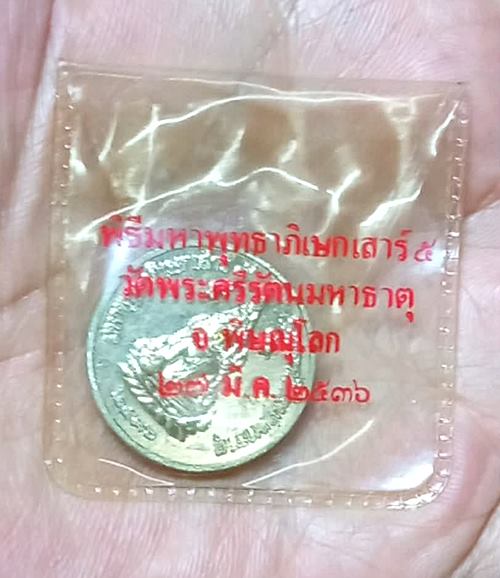 พิธีมหาพุทธาภิเษกเสาร์ ๕
วัดพระศรีรัตนมหาธาตุ
จ. พิษณุโลก
๒๗ มี.ค. ๒๕๓๖